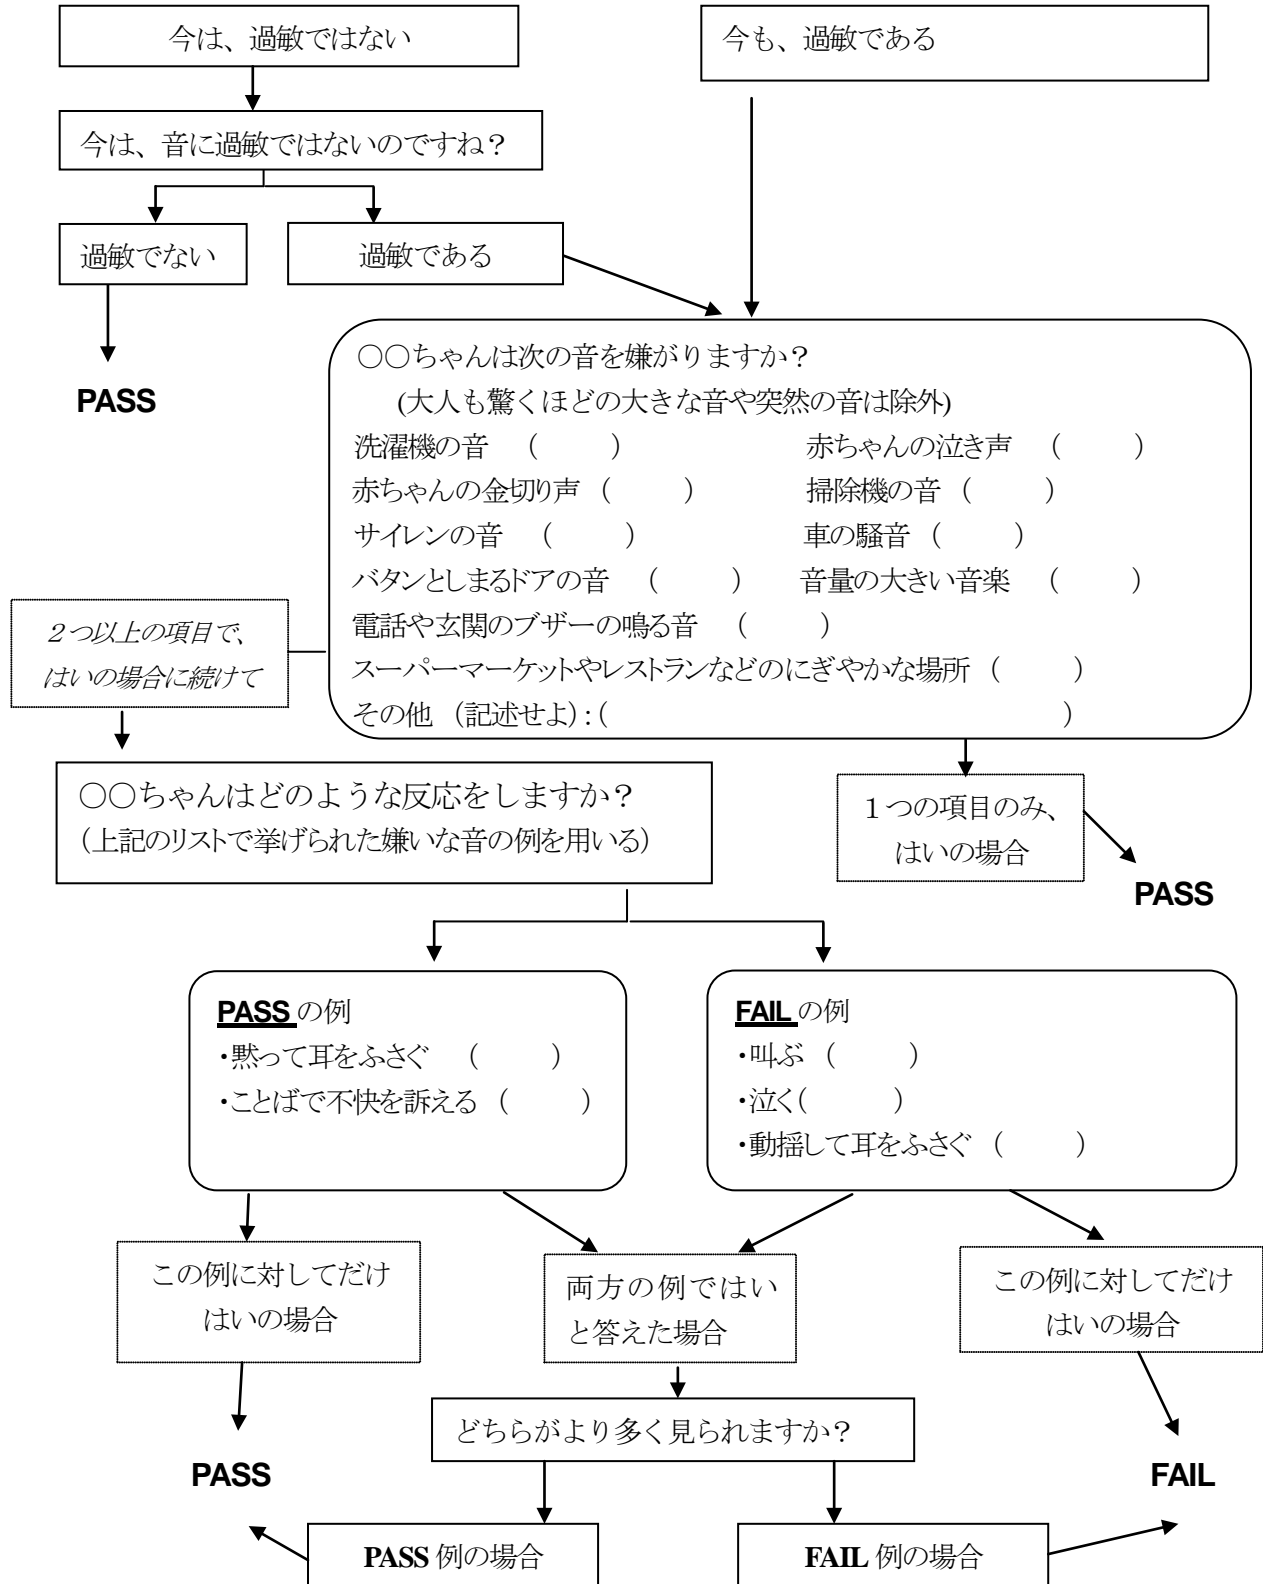 今は、過敏ではない
今も、過敏である
今は、音に過敏ではないのですね？
過敏でない
過敏である
PASS
○○ちゃんは次の音を嫌がりますか？
(大人も驚くほどの大きな音や突然の音は除外)
洗濯機の音 （　　） 赤ちゃんの泣き声 （　　）
赤ちゃんの金切り声 （　　） 掃除機の音 （　　）
サイレンの音 （　　） 車の騒音 （　　）
バタンとしまるドアの音 （　　） 音量の大きい音楽 （　　）
電話や玄関のブザーの鳴る音 （　　）
スーパーマーケットやレストランなどのにぎやかな場所 （　　）
その他 （記述せよ）:（　　）
２つ以上の項目で、
はいの場合に続けて
○○ちゃんはどのような反応をしますか？
（上記のリストで挙げられた嫌いな音の例を用いる）
１つの項目のみ、
はいの場合
PASS
PASS の例
・黙って耳をふさぐ （　　）
・ことばで不快を訴える （　　）
FAIL の例
・叫ぶ （　　）
・泣く（　　）
・動揺して耳をふさぐ （　　）
この例に対してだけ
はいの場合
両方の例ではい
と答えた場合
この例に対してだけ
はいの場合
どちらがより多く見られますか？
PASS
FAIL
PASS 例の場合
FAIL 例の場合